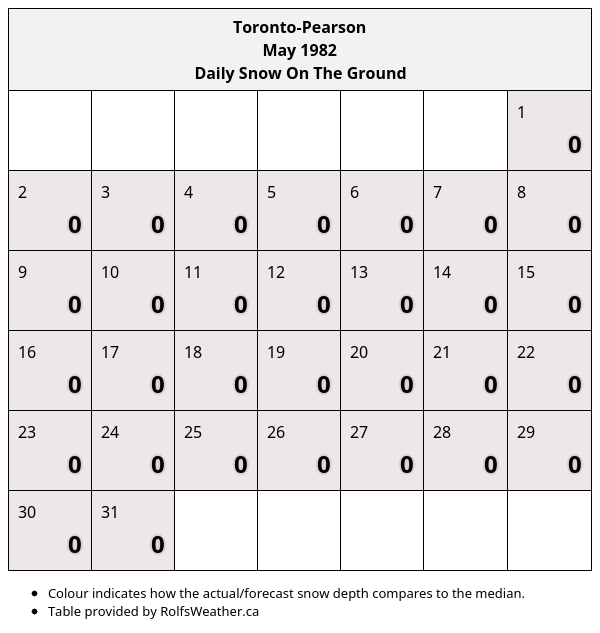 Toronto-Pearson
May 1982
Daily Snow On The Ground
1
0
2 3 4 5 6 7 8
0 0 0 0 0 0 0
9 10 11 12 13 14 15
0 0 0 0 0 0 0
16 17 18 19 20 21 22
0 0 0 0 0 0 0
23 24 25 26 27 28 29
0 0 0 0 0 0 0
30 31
0 0
• Colour indicates how the actual/forecast snow depth compares to the median.
• Table provided by RolfsWeather.ca